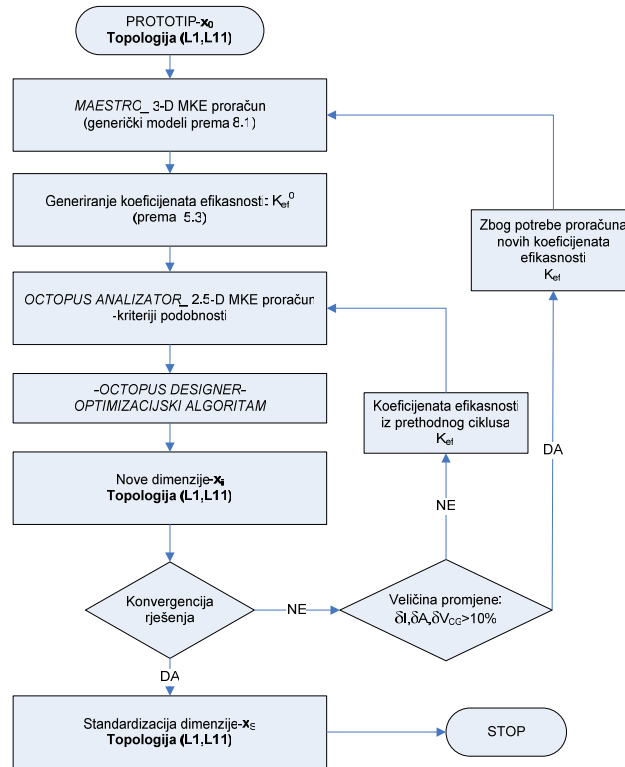 PROTOTIP-x₀
Topologija (L1,L11)
MAESTRO_ 3-D MKE proračun
(generički modeli prema 8.1)
Generiranje koeficijenata efikasnosti: Kef⁰
(prema 5.3)
Zbog potrebe proračuna
novih koeficijenata
efikasnosti
Kef
OCTOPUS ANALIZATOR_ 2.5-D MKE proračun
-kriteriji podobnosti
-OCTOPUS DESIGNER-
OPTIMIZACIJSKI ALGORITAM
Koeficijenata efikasnosti
iz prethodnog ciklusa
Kef
DA
Nove dimenzije-xᵢ
Topologija (L1,L11)
NE
Konvergencija
rješenja
NE
Veličina promjene:
δI,δA,δVCG>10%
DA
Standardizacija dimenzije-xS
Topologija (L1,L11)
STOP